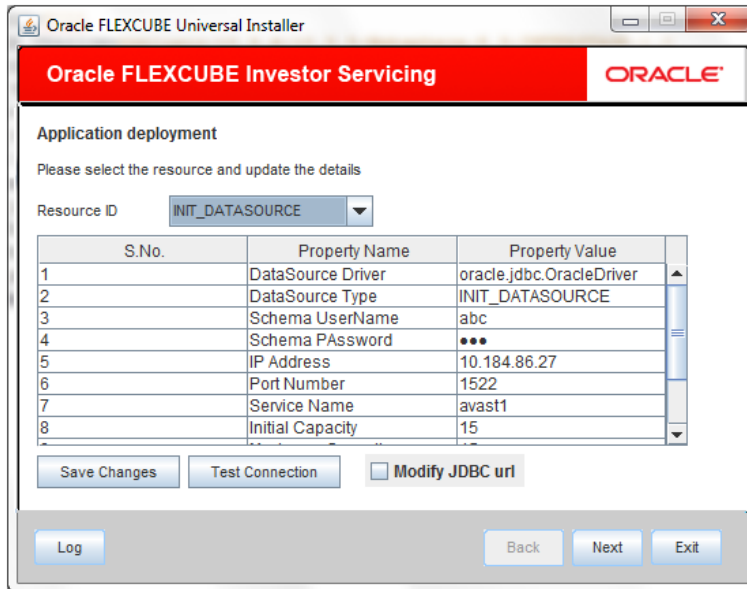 Oracle FLEXCUBE Universal Installer
Oracle FLEXCUBE Investor Servicing
ORACLE
Application deployment
Please select the resource and update the details
Resource ID INIT_DATASOURCE
S.No. Property Name Property Value
1 DataSource Driver oracle.jdbc.OracleDriver
2 DataSource Type INIT_DATASOURCE
3 Schema UserName abc
4 Schema PAssword •••
5 IP Address 10.184.86.27
6 Port Number 1522
7 Service Name avast1
8 Initial Capacity 15
Save Changes Test Connection Modify JDBC url
Log Back Next Exit